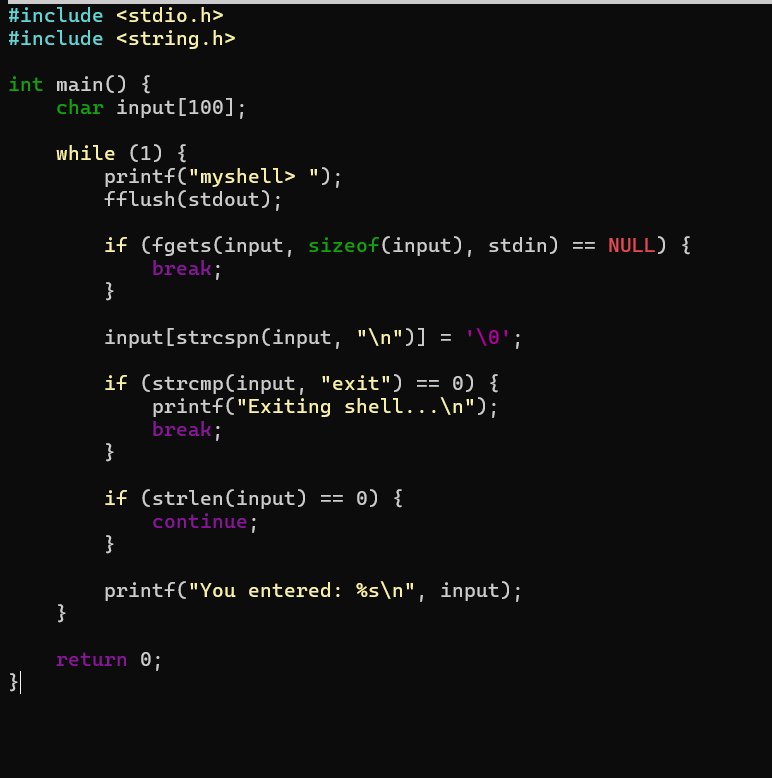 #include <stdio.h>
#include <string.h>
int main() {
    char input[100];
    while (1) {
        printf("myshell> ");
        fflush(stdout);
        if (fgets(input, sizeof(input), stdin) == NULL) {
            break;
        }
        input[strcspn(input, "\n")] = '\0';
        if (strcmp(input, "exit") == 0) {
            printf("Exiting shell...\n");
            break;
        }
        if (strlen(input) == 0) {
            continue;
        }
        printf("You entered: %s\n", input);
    }
    return 0;
}